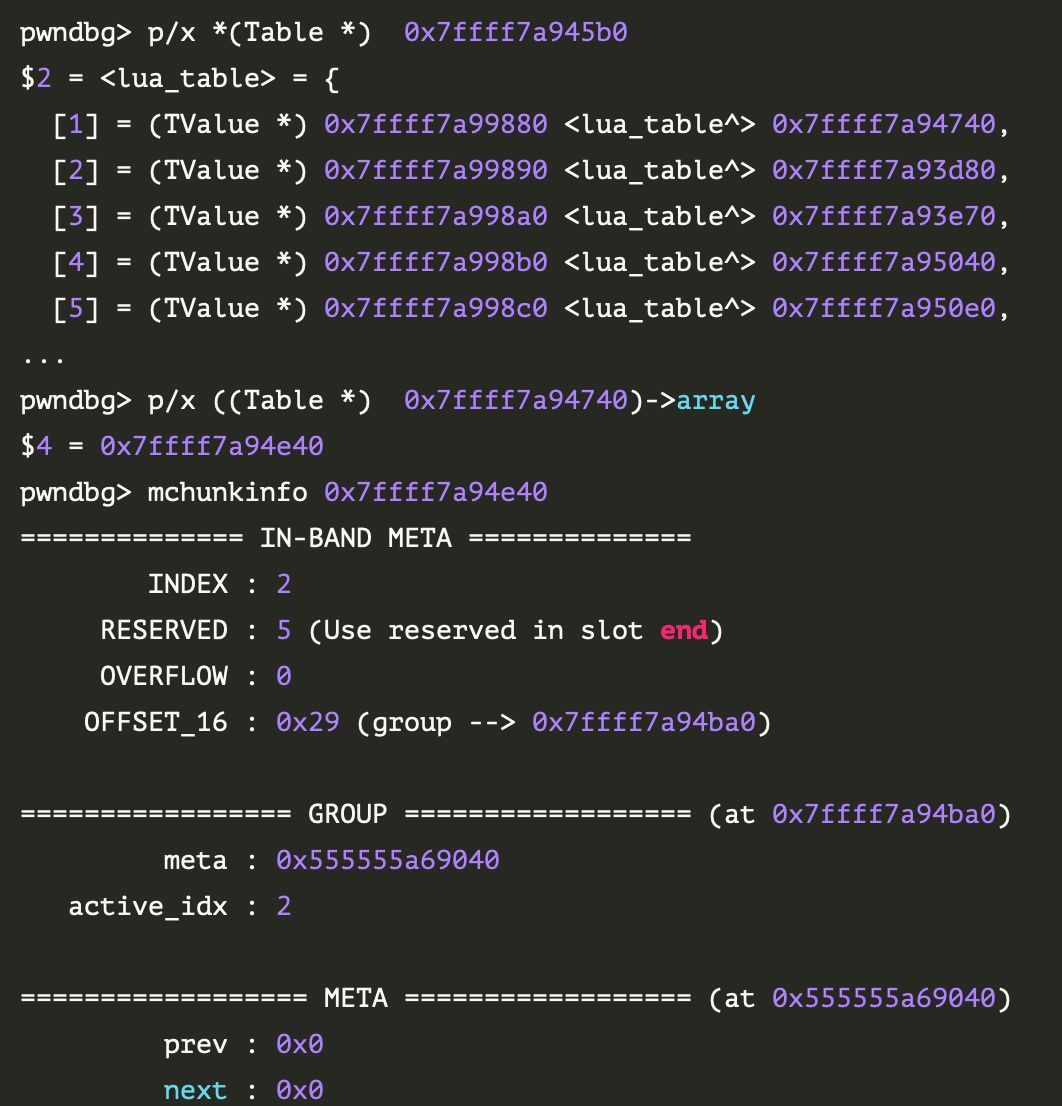 pwndbg> p/x *(Table *)  0x7ffff7a945b0
$2 = <lua_table> = {
  [1] = (TValue *) 0x7ffff7a99880 <lua_table^> 0x7ffff7a94740,
  [2] = (TValue *) 0x7ffff7a99890 <lua_table^> 0x7ffff7a93d80,
  [3] = (TValue *) 0x7ffff7a998a0 <lua_table^> 0x7ffff7a93e70,
  [4] = (TValue *) 0x7ffff7a998b0 <lua_table^> 0x7ffff7a95040,
  [5] = (TValue *) 0x7ffff7a998c0 <lua_table^> 0x7ffff7a950e0,
...
pwndbg> p/x ((Table *)  0x7ffff7a94740)->array
$4 = 0x7ffff7a94e40
pwndbg> mchunkinfo 0x7ffff7a94e40
============== IN-BAND META ==============
        INDEX : 2
     RESERVED : 5 (Use reserved in slot end)
     OVERFLOW : 0
    OFFSET_16 : 0x29 (group --> 0x7ffff7a94ba0)

================= GROUP ================== (at 0x7ffff7a94ba0)
         meta : 0x555555a69040
   active_idx : 2

================== META ================== (at 0x555555a69040)
         prev : 0x0
         next : 0x0